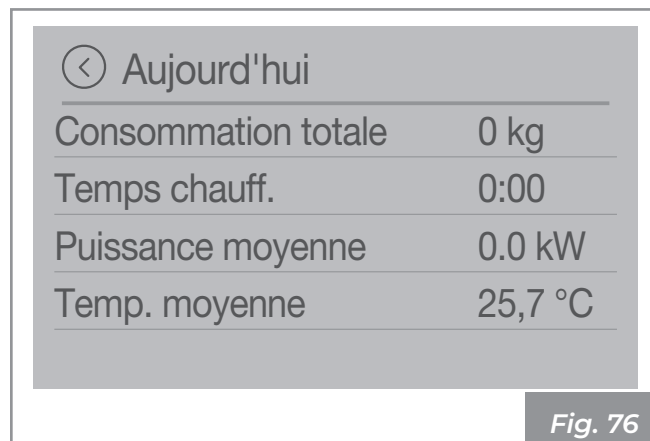 Aujourd'hui
Consommation totale 0 kg
Temps chauff. 0:00
Puissance moyenne 0.0 kW
Temp. moyenne 25,7 °C
Fig. 76